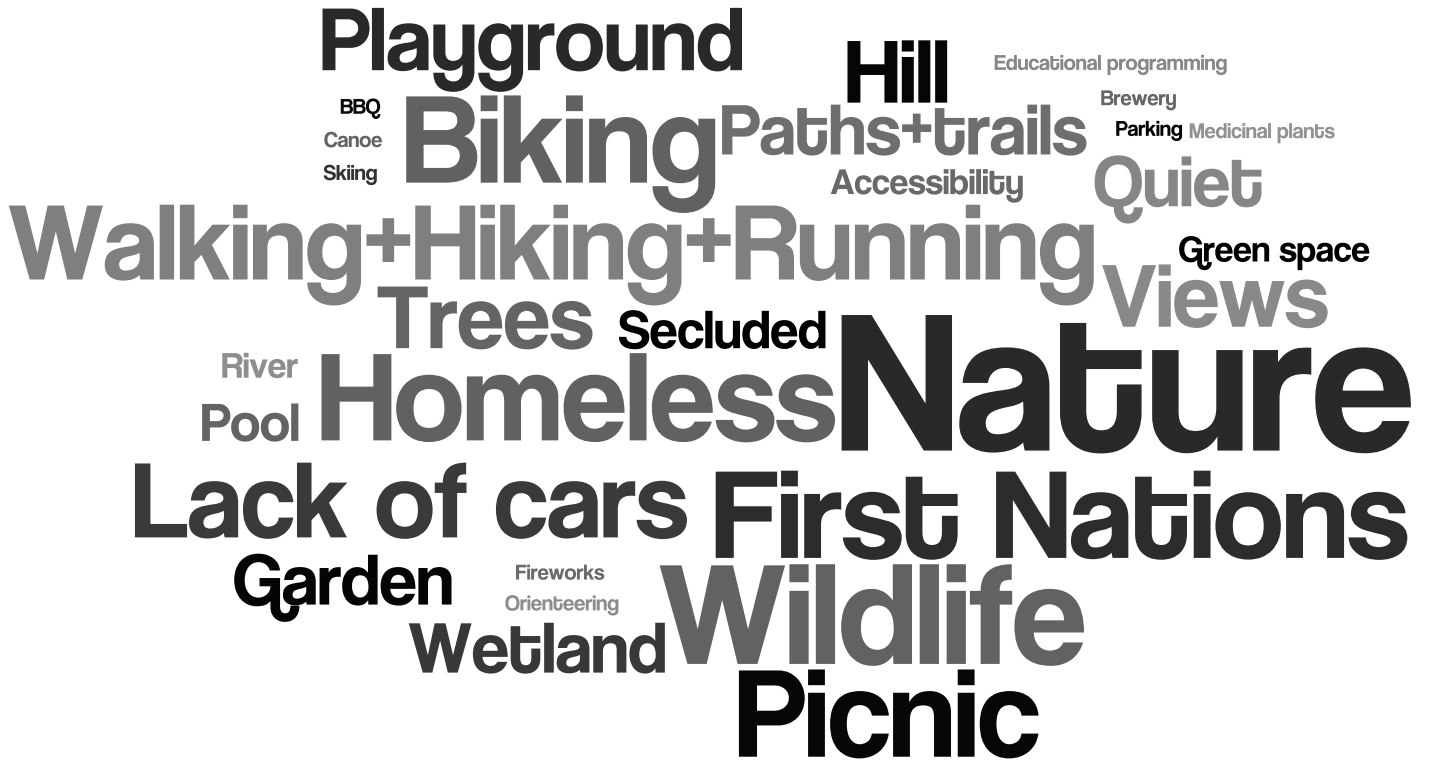 Playground
Hill
Educational programming
BBQ
Biking
Paths+trails
Brewery
Canoe
Parking
Medicinal plants
Skiing
Accessibility
Quiet
Walking+Hiking+Running
Green space
Views
Trees
Secluded
Nature
River
Homeless
Pool
Lack of cars
First Nations
Garden
Fireworks
Wildlife
Orienteering
Wetland
Picnic